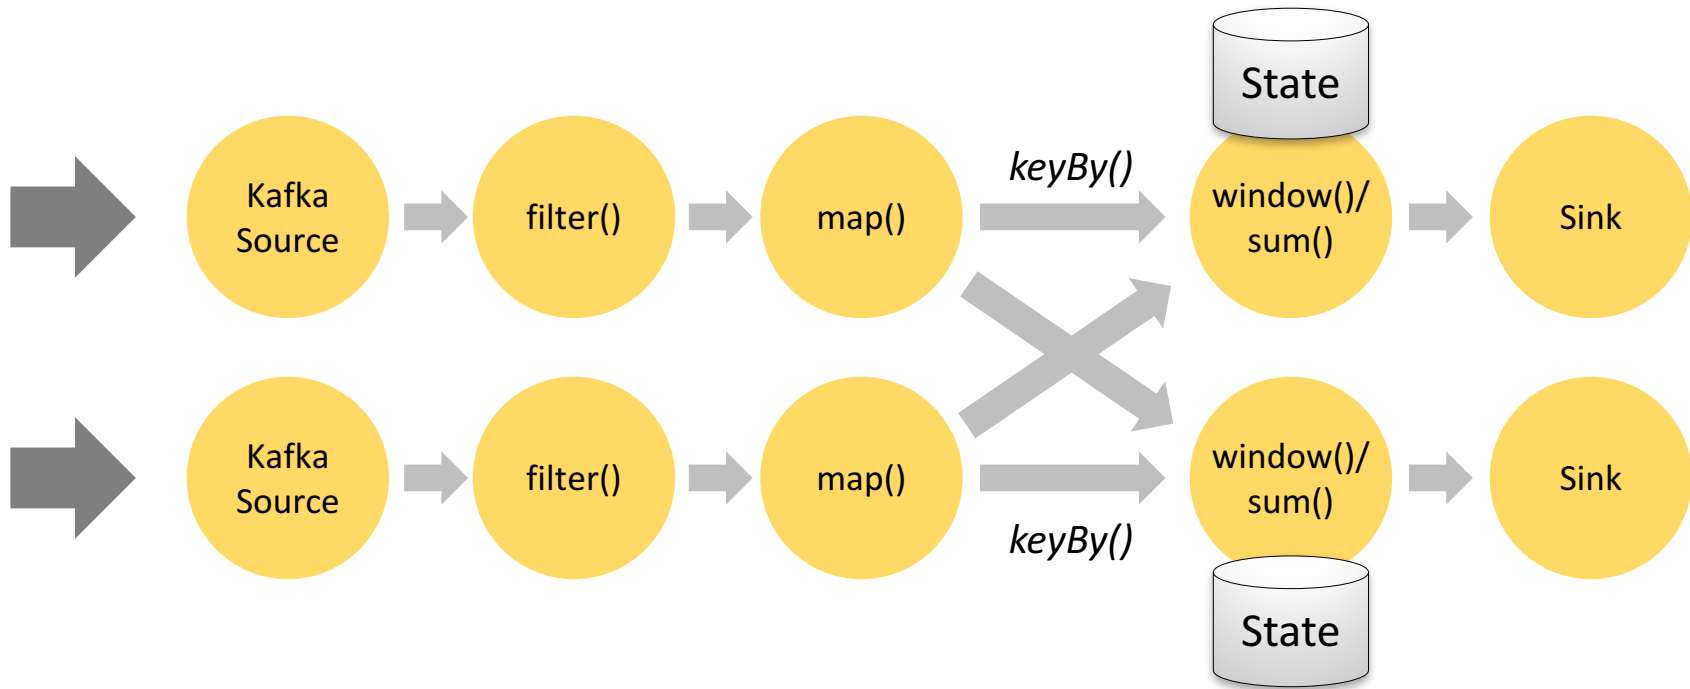 State
keyBy()
Kafka
Source
filter()
map()
window()/
sum()
Sink
Kafka
Source
filter()
map()
window()/
sum()
Sink
keyBy()
State